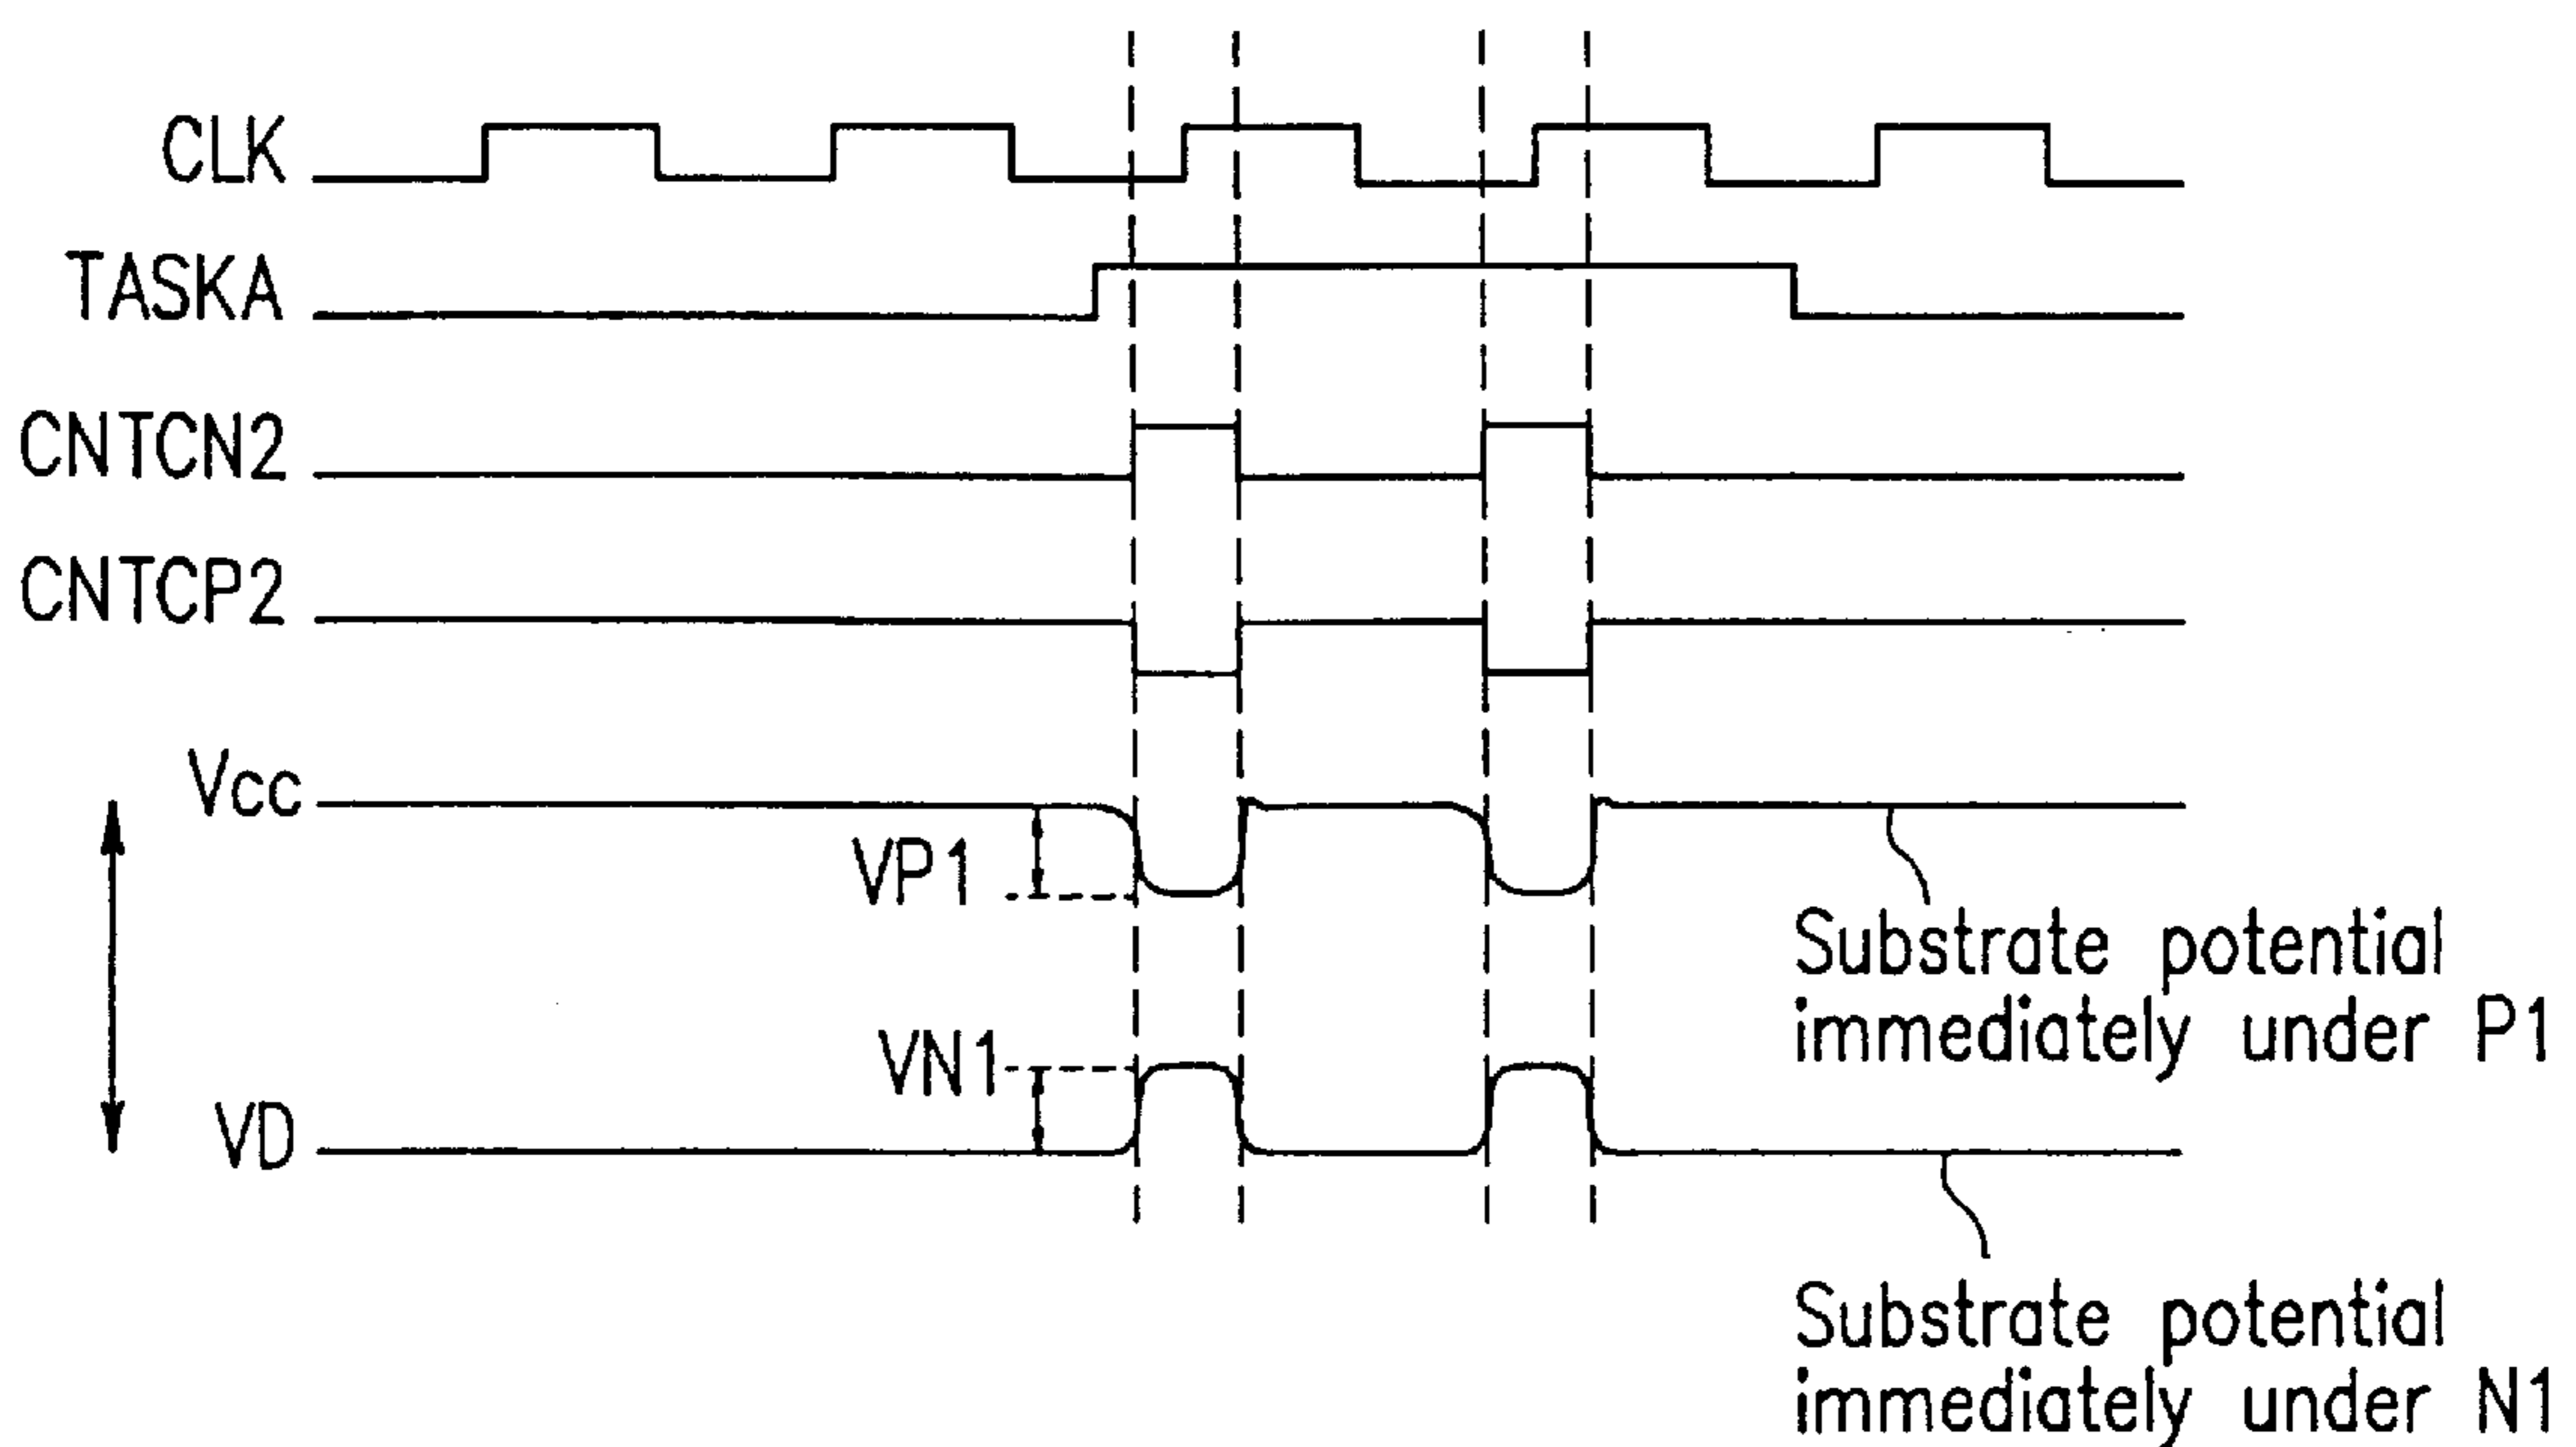 CLK
TASKA
CNTCN2
CNTCP2
Vcc
VP1
Substrate potential
immediately under P1
VN1
VD
Substrate potential
immediately under N1